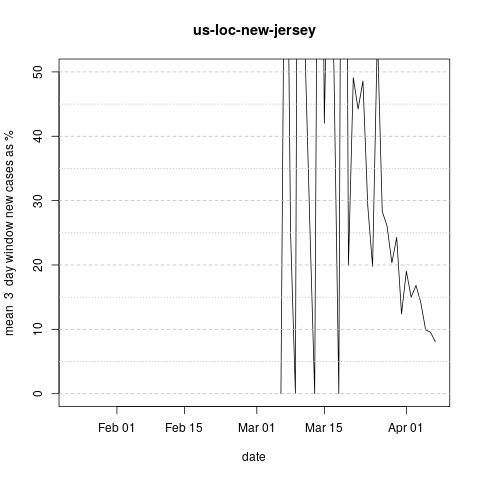 us-loc-new-jersey
mean 3 day window new cases as %
50
40
30
20
10
0
Feb 01 Feb 15 Mar 01 Mar 15 Apr 01
date